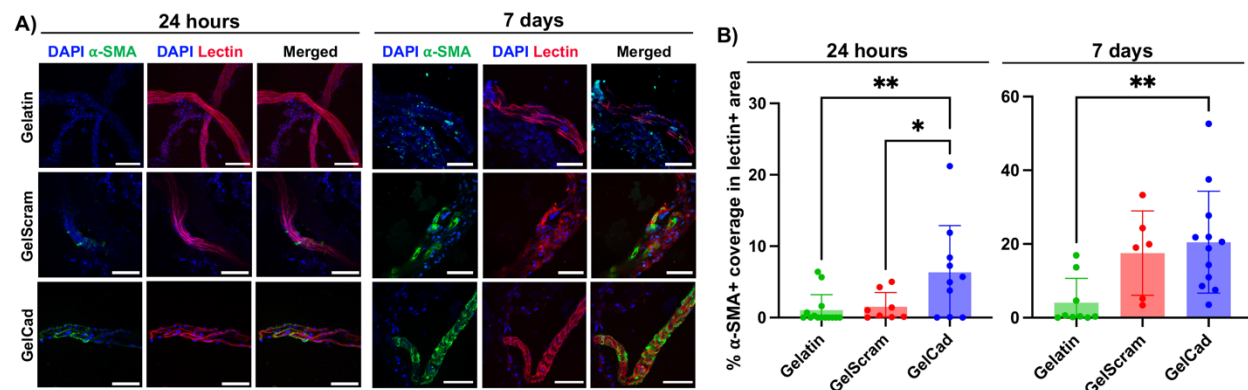 A)
24 hours
7 days
DAPI α-SMA DAPI Lectin Merged
DAPI α-SMA DAPI Lectin Merged
Gelatin
GelScram
GelCad
B)
24 hours
7 days
% α-SMA+ coverage in lectin+ area
30
20
10
0
**
*
Gelatin
GelScram
GelCad
60
40
20
0
**
Gelatin
GelScram
GelCad